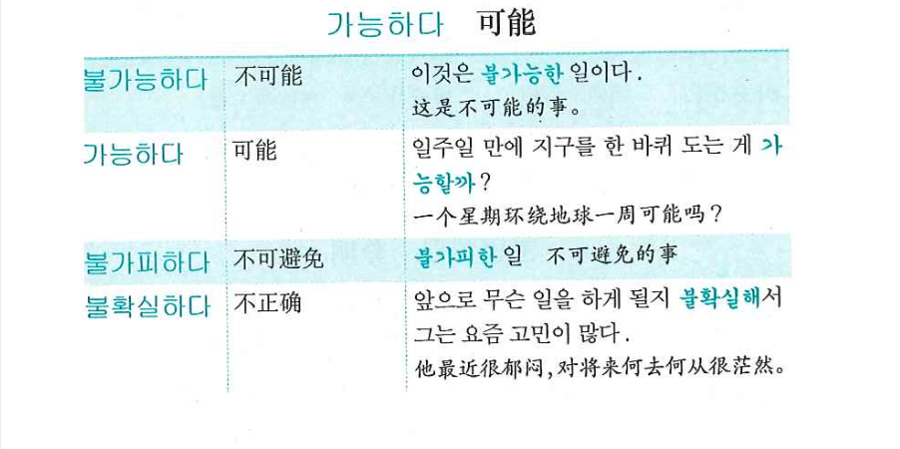 가능하다 可能
불가능하다 不可能 이것은 불가능한 일이다.
这是不可能的事。
가능하다 可能 일주일 만에 지구를 한 바퀴 도는 게 가
능할까?
一个星期环绕地球一周可能吗?
불가피하다 不可避免 불가피한 일 不可避免的事
불확실하다 不正确 앞으로 무슨 일을 하게 될지 불확실해서
그는 요즘 고민이 많다.
他最近很郁闷,对将来何去何从很茫然。